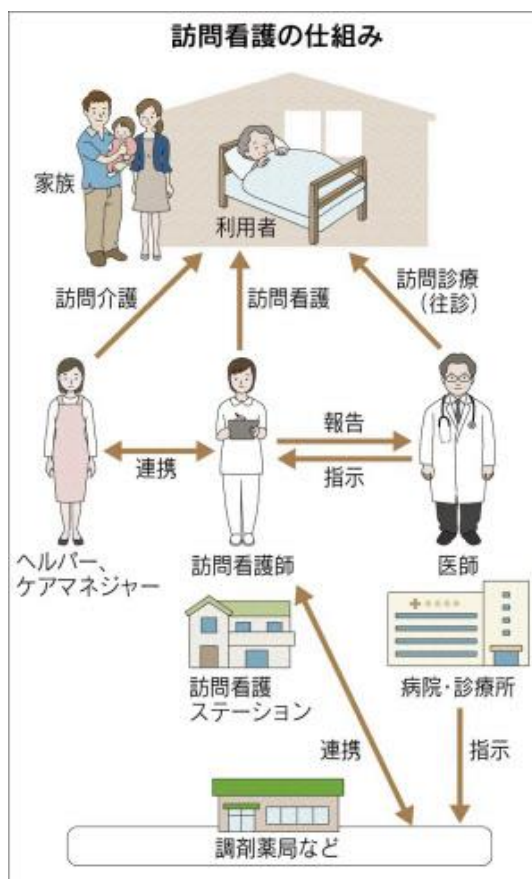 訪問看護の仕組み
家族
利用者
訪問介護
訪問看護
訪問診療
(往診)
報告
連携
指示
ヘルパー、
ケアマネジャー
訪問看護師
医師
訪問看護
ステーション
病院・診療所
連携
指示
調剤薬局など